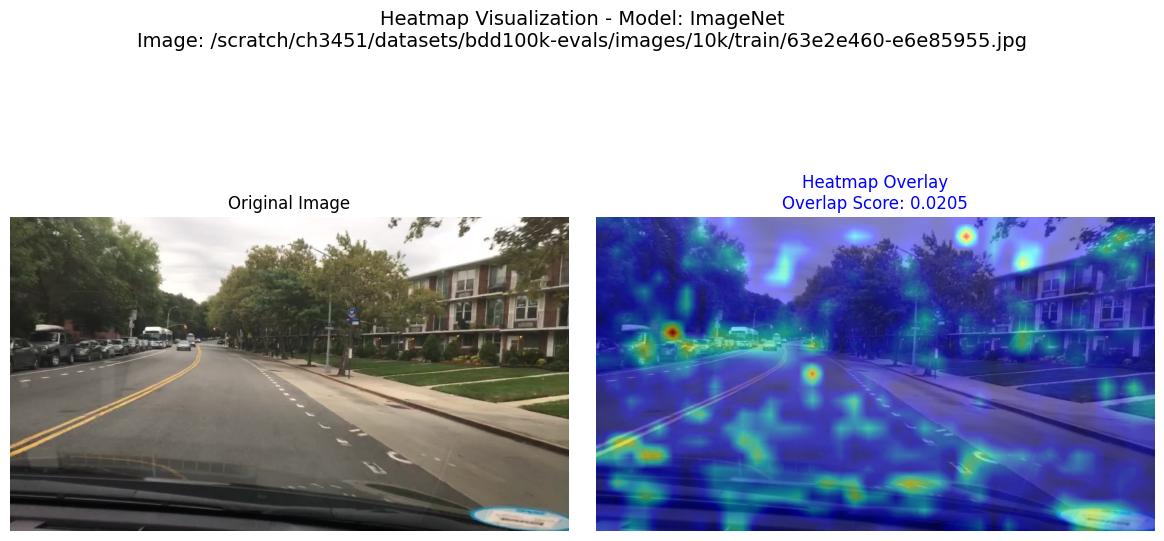 Heatmap Visualization - Model: ImageNet
Image: /scratch/ch3451/datasets/bdd100k-evals/images/10k/train/63e2e460-e6e85955.jpg
Original Image
Heatmap Overlay
Overlap Score: 0.0205